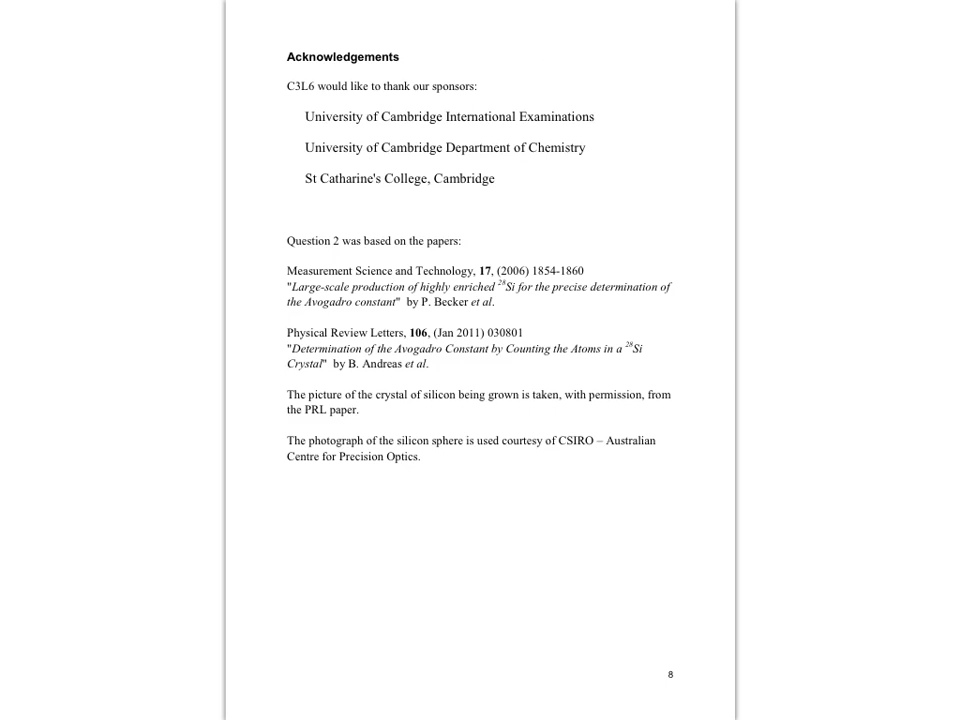 Acknowledgements
C3L6 would like to thank our sponsors:
University of Cambridge International Examinations
University of Cambridge Department of Chemistry
St Catharine's College, Cambridge
Question 2 was based on the papers:
Measurement Science and Technology, 17, (2006) 1854-1860
"Large-scale production of highly enriched 28Si for the precise determination of
the Avogadro constant" by P. Becker et al.
Physical Review Letters, 106, (Jan 2011) 030801
"Determination of the Avogadro Constant by Counting the Atoms in a 28Si
Crystal" by B. Andreas et al.
The picture of the crystal of silicon being grown is taken, with permission, from
the PRL paper.
The photograph of the silicon sphere is used courtesy of CSIRO – Australian
Centre for Precision Optics.
8